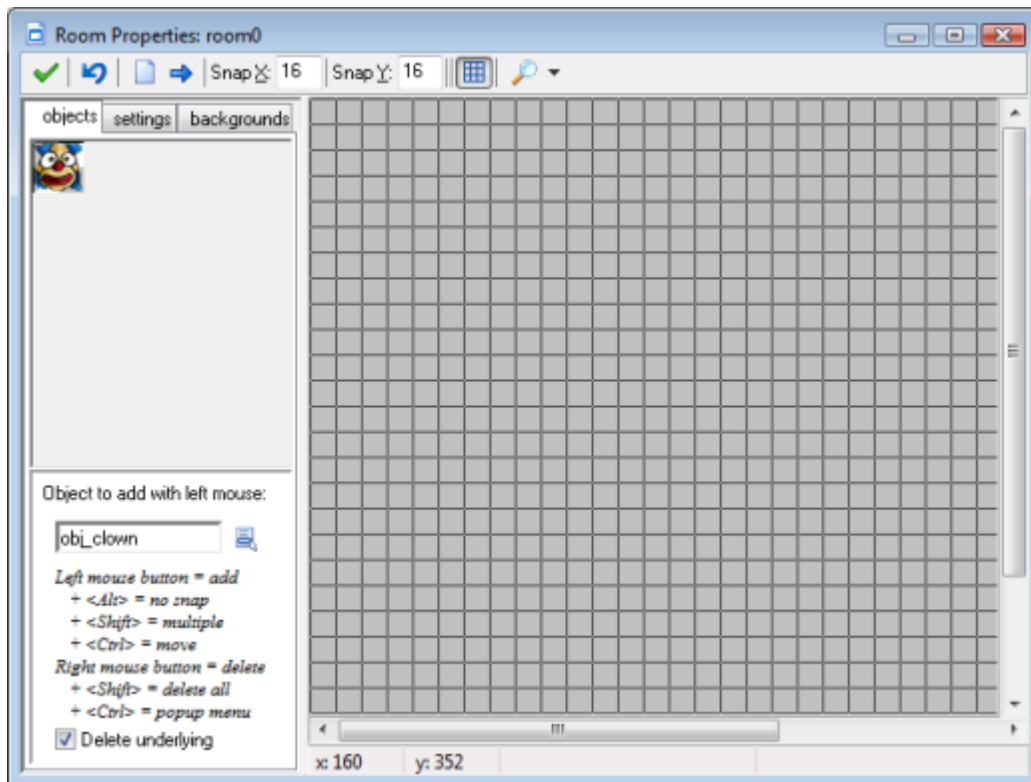 Room Properties: room0
Snap X: 16 Snap Y: 16
objects settings backgrounds
Object to add with left mouse:
obj_clown
Left mouse button = add
+ <Alt> = no snap
+ <Shift> = multiple
+ <Ctrl> = move
Right mouse button = delete
+ <Shift> = delete all
+ <Ctrl> = popup menu
Delete underlying
x: 160 y: 352